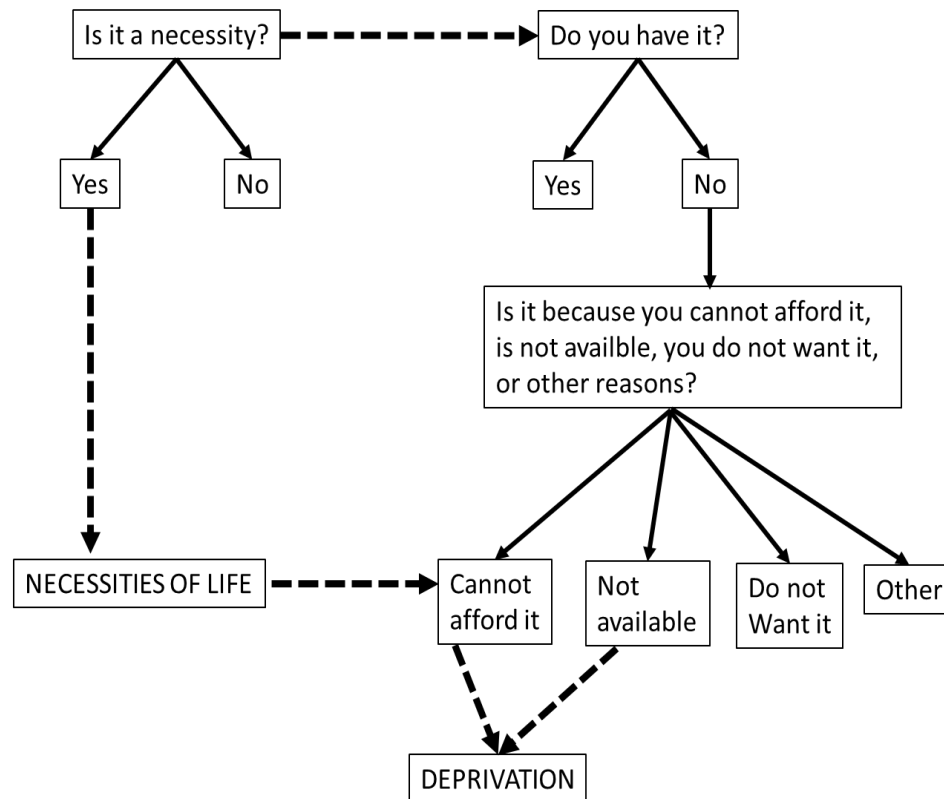 Is it a necessity?
Do you have it?
Yes
No
Yes
No
Is it because you cannot afford it,
is not availble, you do not want it,
or other reasons?
NECESSITIES OF LIFE
Cannot
afford it
Not
available
Do not
Want it
Other
DEPRIVATION